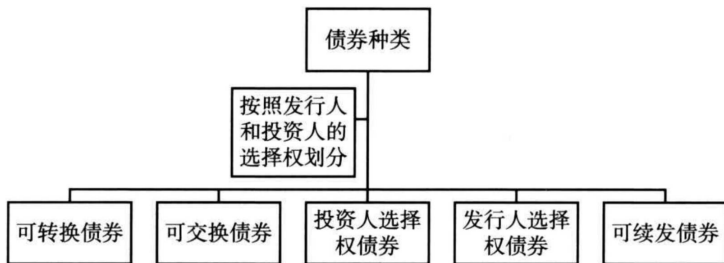 债券种类
按照发行人
和投资人的
选择权划分
可转换债券
可交换债券
投资人选择
权债券
发行人选择
权债券
可续发债券